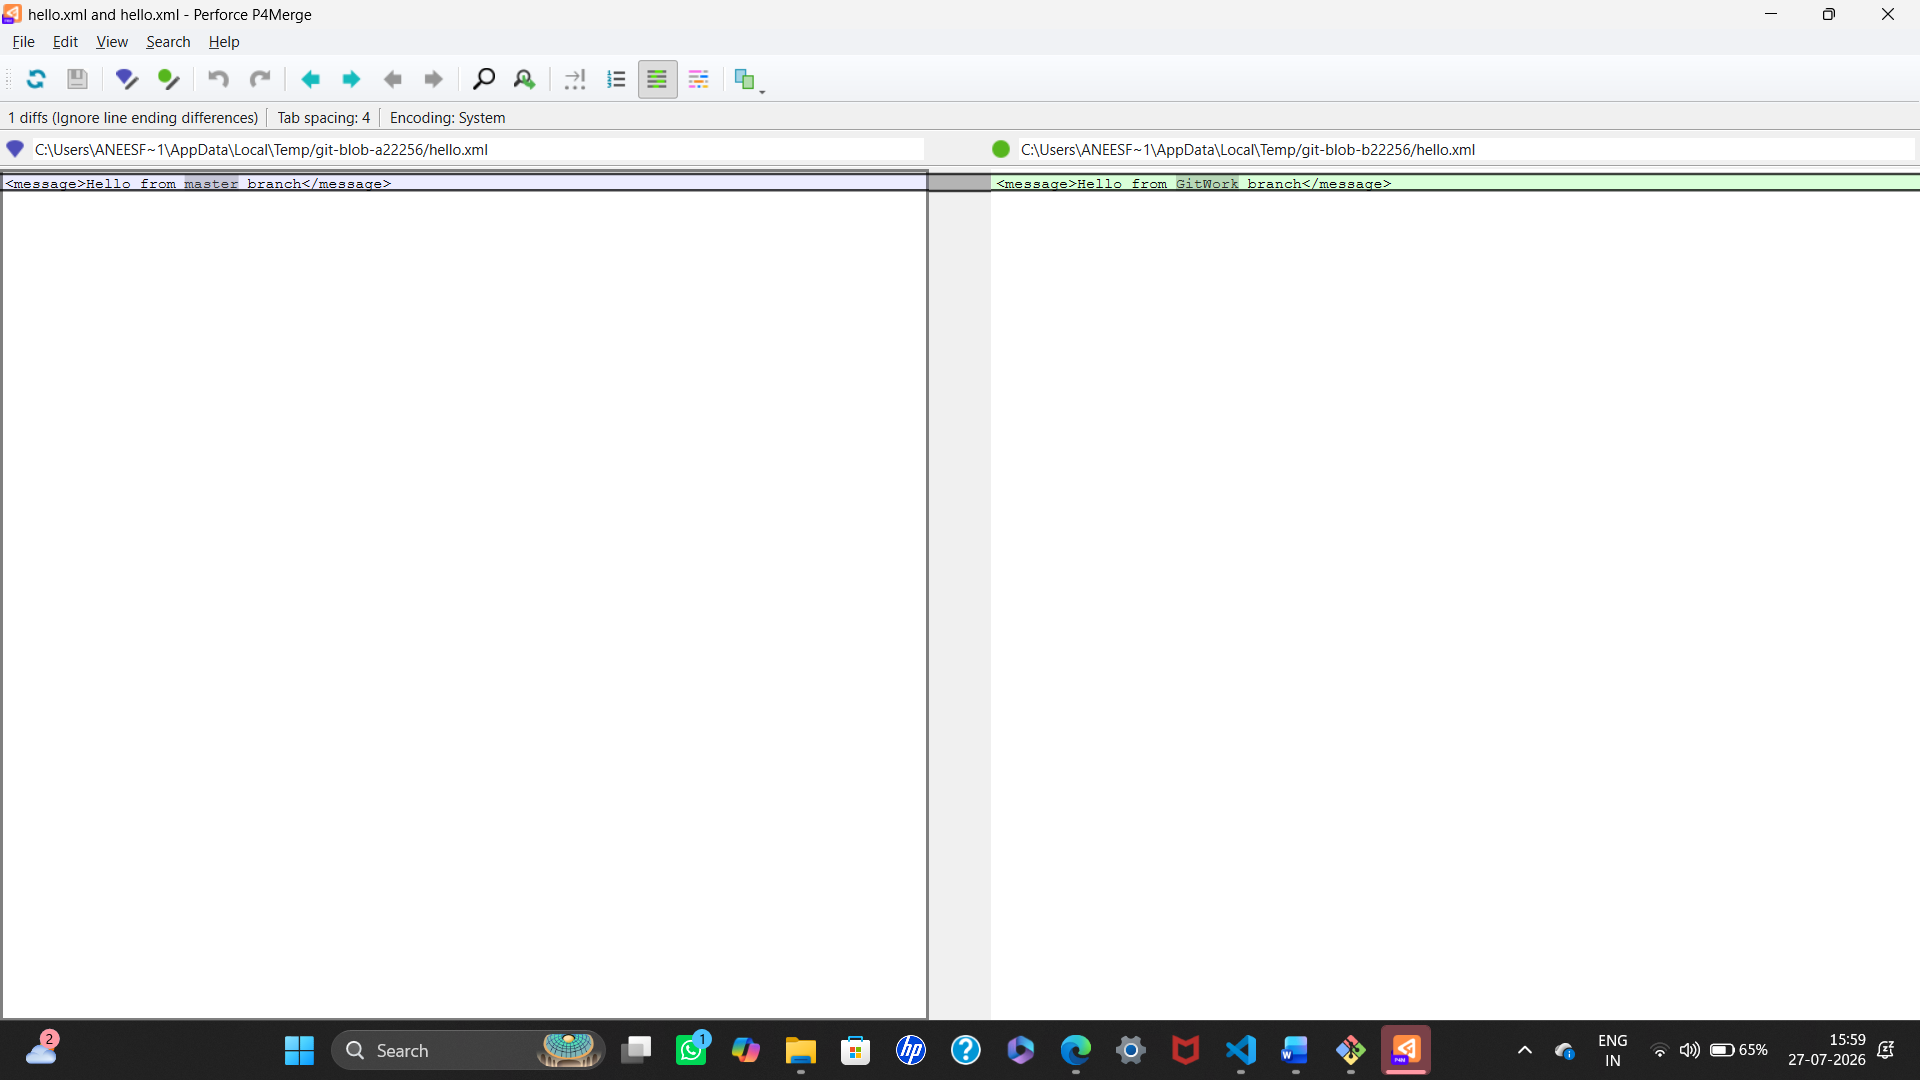 hello.xml and hello.xml - Perforce P4Merge
File Edit View Search Help
1 diffs (Ignore line ending differences) Tab spacing: 4 Encoding: System
C:\Users\ANEESF~1\AppData\Local\Temp/git-blob-a22256/hello.xml
C:\Users\ANEESF~1\AppData\Local\Temp/git-blob-b22256/hello.xml
<message>Hello from master branch</message>
<message>Hello from GitWork branch</message>
2
Search
1
ENG
IN
65%
15:59
27-07-2026